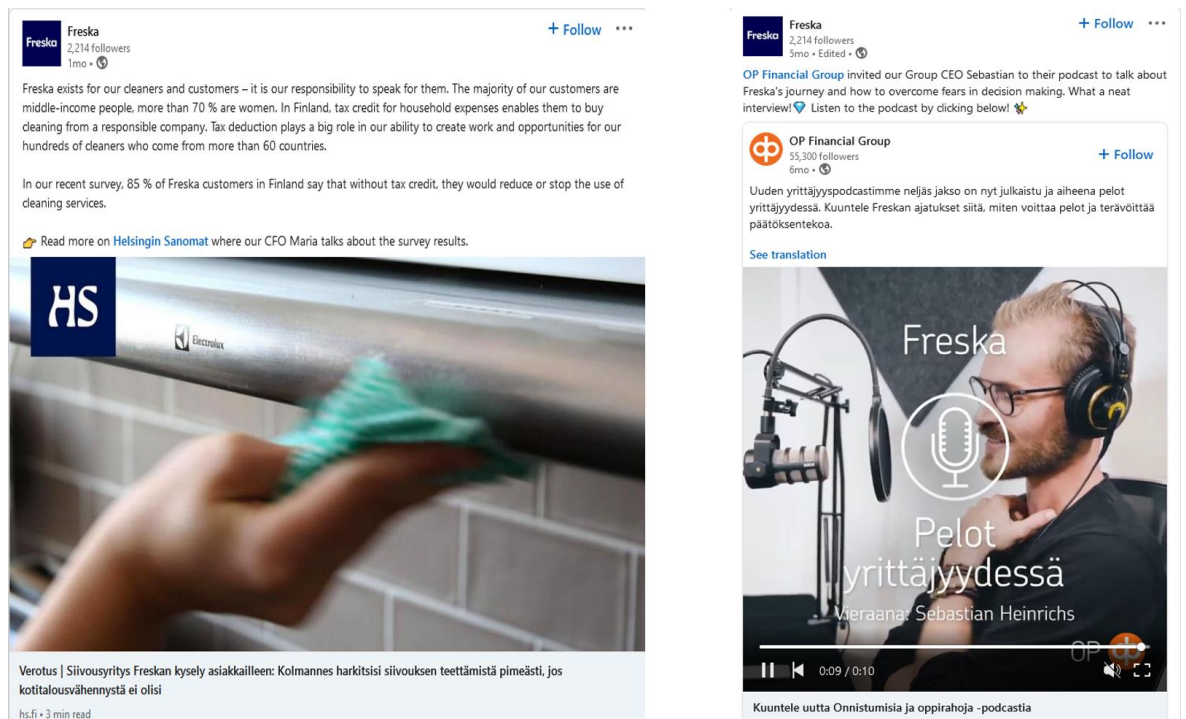 Freska
Freska
2,214 followers
1mo •
+ Follow
Freska exists for our cleaners and customers – it is our responsibility to speak for them. The majority of our customers are
middle-income people, more than 70 % are women. In Finland, tax credit for household expenses enables them to buy
cleaning from a responsible company. Tax deduction plays a big role in our ability to create work and opportunities for our
hundreds of cleaners who come from more than 60 countries.
In our recent survey, 85 % of Freska customers in Finland say that without tax credit, they would reduce or stop the use of
cleaning services.
👉 Read more on Helsingin Sanomat where our CFO Maria talks about the survey results.
HS
Electrolux
Verotus | Siivousyritys Freskan kysely asiakkailleen: Kolmannes harkitsisi siivouksen teettämistä pimeästi, jos
kotitalousvähennystä ei olisi
hs.fi • 3 min read
Freska
Freska
2,214 followers
5mo • Edited •
+ Follow
OP Financial Group invited our Group CEO Sebastian to their podcast to talk about
Freska's journey and how to overcome fears in decision making. What a neat
interview!💎 Listen to the podcast by clicking below! ✨
OP Financial Group
55,300 followers
6mo •
+ Follow
Uuden yrittäjyyspodcastimme neljäs jakso on nyt julkaistu ja aiheena pelot
yrittäjyydessä. Kuuntele Freskan ajatukset siitä, miten voittaa pelot ja terävöittää
päätöksentekoa.
See translation
Freska
Pelot
yrittäjyydessä
Vieraana: Sebastian Heinrichs
OP
0:09 / 0:10
Kuuntele uutta Onnistumisia ja oppirahoja -podcastia